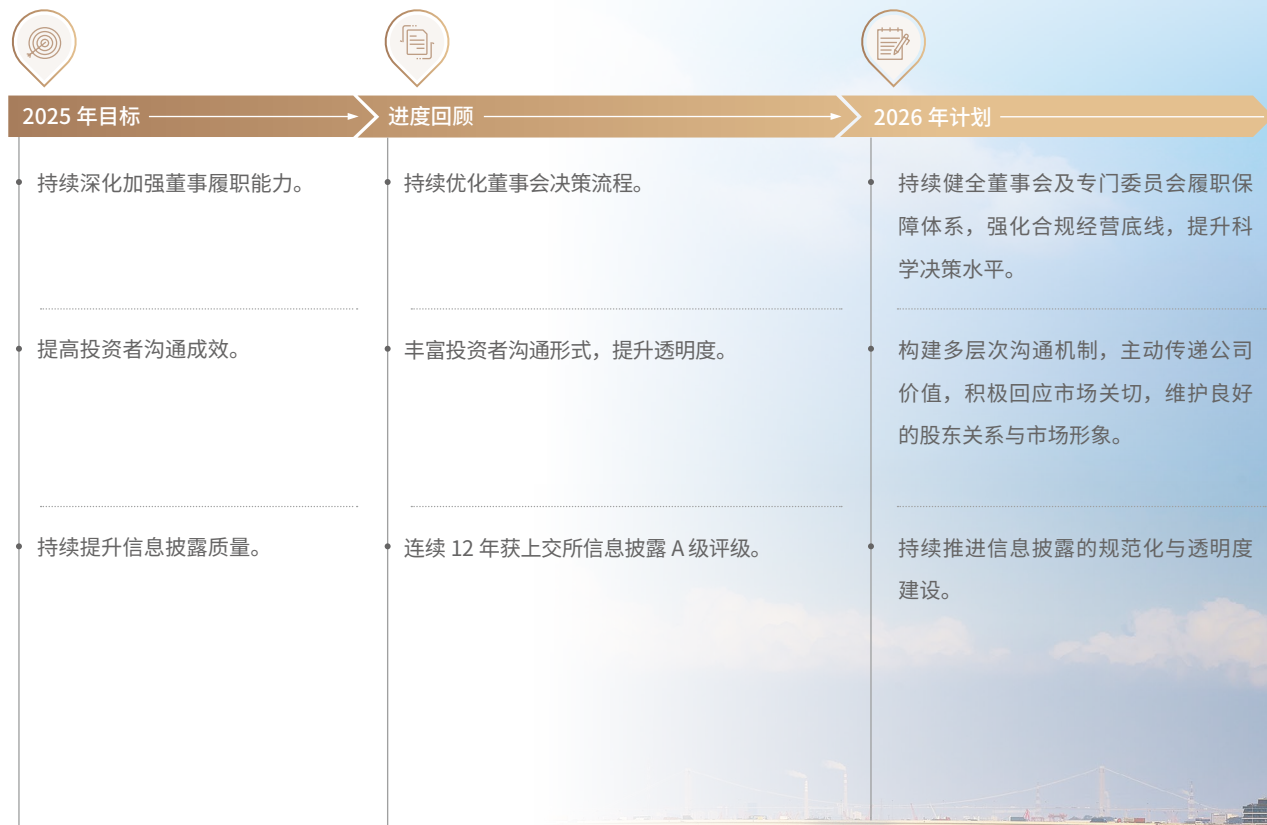 2025 年目标
进度回顾
2026 年计划
持续深化加强董事履职能力。
持续优化董事会决策流程。
持续健全董事会及专门委员会履职保
障体系，强化合规经营底线，提升科
学决策水平。
提高投资者沟通成效。
丰富投资者沟通形式，提升透明度。
构建多层次沟通机制，主动传递公司
价值，积极回应市场关切，维护良好
的股东关系与市场形象。
持续提升信息披露质量。
连续 12 年获上交所信息披露 A 级评级。
持续推进信息披露的规范化与透明度
建设。